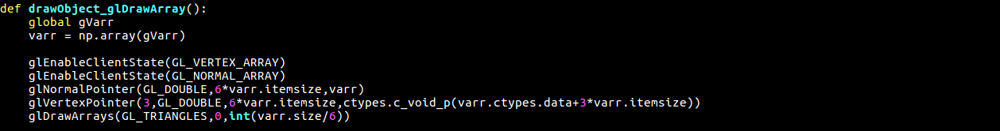 def drawObject_glDrawArray():
    global gVarr
    varr = np.array(gVarr)

    glEnableClientState(GL_VERTEX_ARRAY)
    glEnableClientState(GL_NORMAL_ARRAY)
    glNormalPointer(GL_DOUBLE,6*varr.itemsize,varr)
    glVertexPointer(3,GL_DOUBLE,6*varr.itemsize,ctypes.c_void_p(varr.ctypes.data+3*varr.itemsize))
    glDrawArrays(GL_TRIANGLES,0,int(varr.size/6))